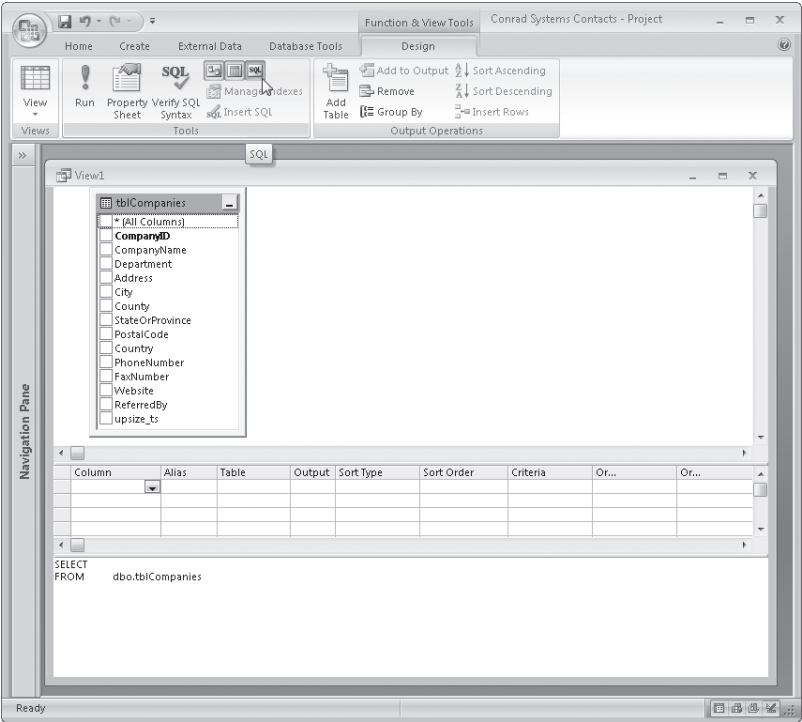 Function & View Tools
Conrad Systems Contacts - Project
Home Create External Data Database Tools Design
View
Run
Property Sheet
Verify SQL Syntax
SQL
SQL
Manage Indexes
Insert SQL
Add Table
Add to Output
Remove
Group By
Sort Ascending
Sort Descending
Insert Rows
Views Tools Output Operations
SQL
View1
tblCompanies
* (All Columns)
CompanyID
CompanyName
Department
Address
City
County
StateOrProvince
PostalCode
Country
PhoneNumber
FaxNumber
Website
ReferredBy
upsize_ts
Navigation Pane
Column Alias Table Output Sort Type Sort Order Criteria Or... Or...
SELECT
FROM dbo.tblCompanies
Ready